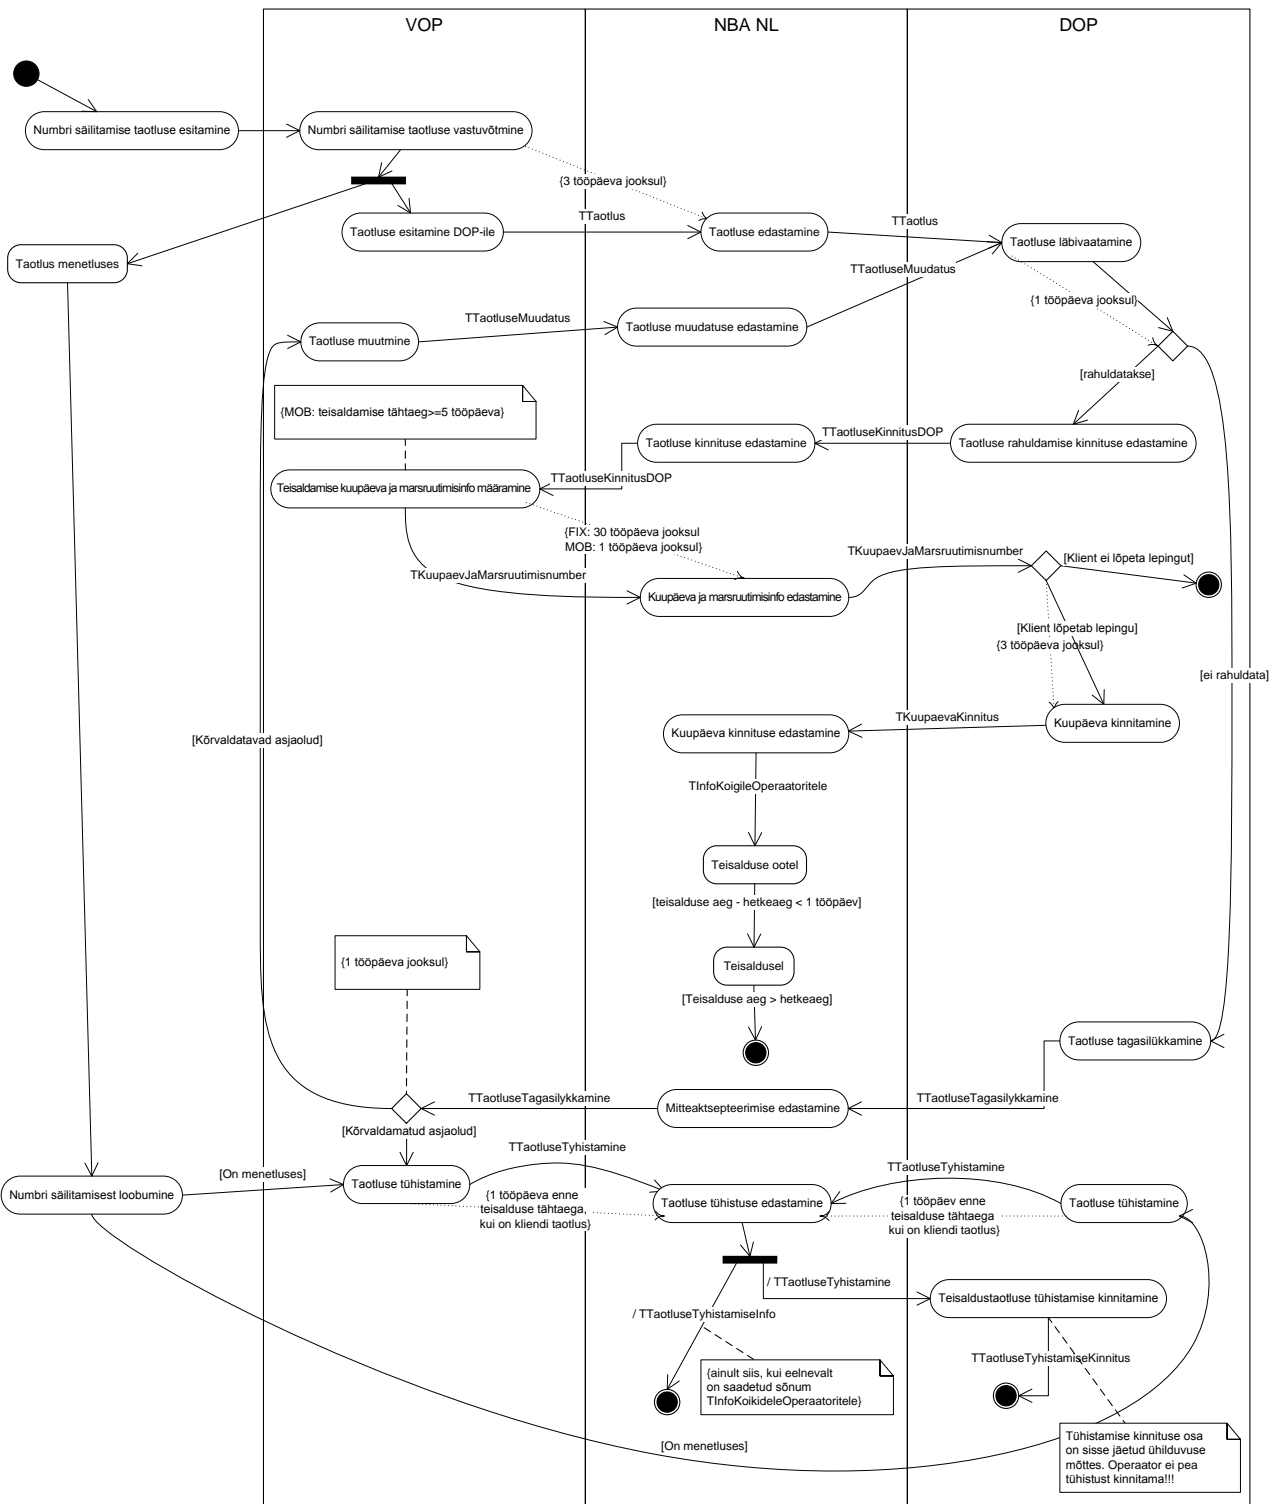 VOP
NBA NL
DOP
Numbri säilitamise taotluse esitamine
Numbri säilitamise taotluse vastuvõtmine
{3 tööpäeva jooksul}
Taotluse esitamine DOP-ile
TTaotlus
Taotluse edastamine
TTaotlus
Taotluse läbivaatamine
Taotlus menetluses
TTaotluseMuudatus
{1 tööpäeva jooksul}
TTaotluseMuudatus
Taotluse muudatuse edastamine
Taotluse muutmine
[rahuldatakse]
{MOB: teisaldamise tähtaeg>=5 tööpäeva}
TTaotluseKinnitusDOP
Taotluse kinnituse edastamine
Taotluse rahuldamise kinnituse edastamine
TTaotluseKinnitusDOP
Teisaldamise kuupäeva ja marsruutimisinfo määramine
{FIX: 30 tööpäeva jooksul
MOB: 1 tööpäeva jooksul}
TKuupaevJaMarsruutimisnumber
[Klient ei lõpeta lepingut]
TKuupaevJaMarsruutimisnumber
Kuupäeva ja marsruutimisinfo edastamine
[Klient lõpetab lepingu]
{3 tööpäeva jooksul}
[ei rahuldata]
TKuupaevaKinnitus
Kuupäeva kinnitamine
Kuupäeva kinnituse edastamine
[Kõrvaldatavad asjaolud]
TInfoKoigileOperaatoritele
Teisalduse ootel
[teisalduse aeg - hetkeaeg < 1 tööpäev]
{1 tööpäeva jooksul}
Teisaldusel
[Teisalduse aeg > hetkeaeg]
Taotluse tagasilükkamine
TTaotluseTagasilykkamine
TTaotluseTagasilykkamine
Mitteaktsepteerimise edastamine
[Kõrvaldamatud asjaolud]
TTaotluseTyhistamine
TTaotluseTyhistamine
[On menetluses]
Taotluse tühistamine
Numbri säilitamisest loobumine
{1 tööpäeva enne
teisalduse tähtaega,
kui on kliendi taotlus}
Taotluse tühistuse edastamine
{1 tööpäev enne
teisalduse tähtaega
kui on kliendi taotlus}
Taotluse tühistamine
/ TTaotluseTyhistamine
Teisaldustaotluse tühistamise kinnitamine
/ TTaotluseTyhistamiseInfo
TTaotluseTyhistamiseKinnitus
{ainult siis, kui eelnevalt
on saadetud sõnum
TInfoKoikideleOperaatoritele}
[On menetluses]
Tühistamise kinnituse osa
on sisse jäetud ühilduvuse
mõttes. Operaator ei pea
tühistust kinnitama!!!